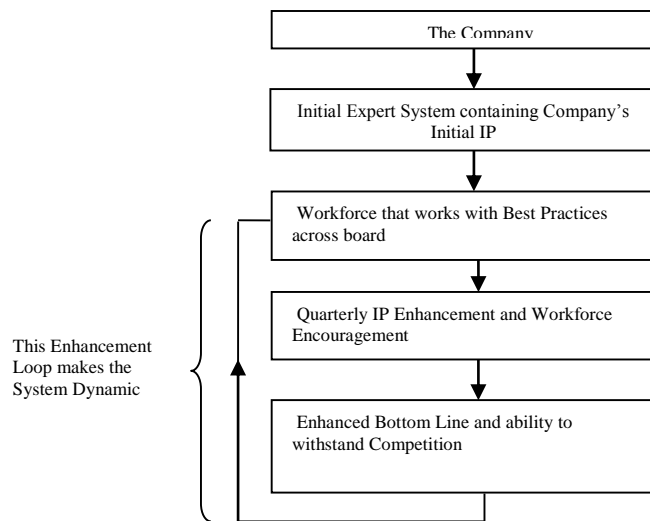 The Company
Initial Expert System containing Company's
Initial IP
Workforce that works with Best Practices
across board
Quarterly IP Enhancement and Workforce
Encouragement
This Enhancement
Loop makes the
System Dynamic
Enhanced Bottom Line and ability to
withstand Competition